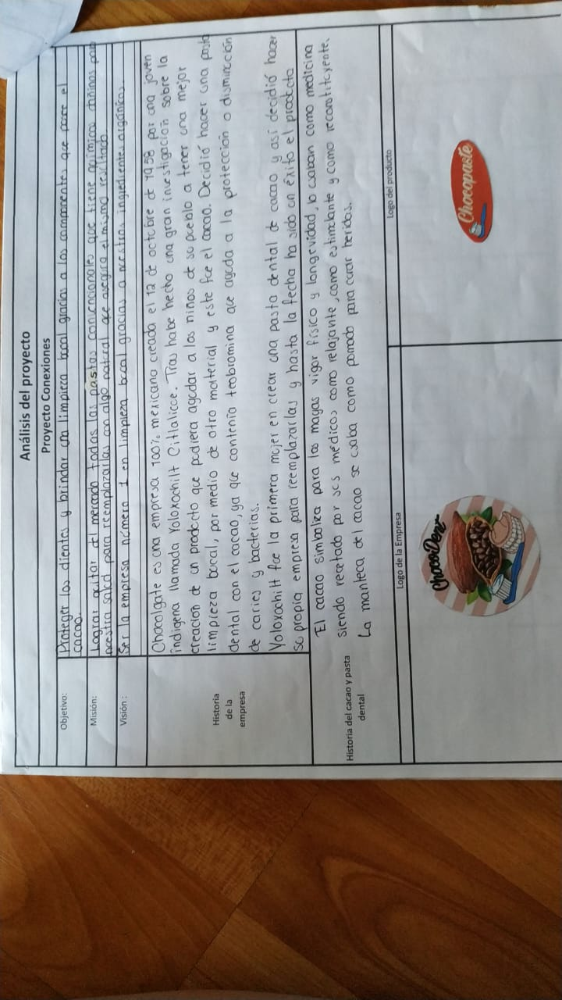 Análisis del proyecto
Proyecto Conexiones
Objetivo:
Proteger los dientes y brindar una limpieza bocal gracias a los componentes que posee el
cacao.
Misión:
Lograr quitar del mercado todas las pastas convencionales que tiene químicos dañinos para
nuestra salud para reemplazarlas con algo natural que asegura el mismo resultado.
Visión :
Ser la empresa número 1 en limpieza bocal gracias a nuestros ingredientes orgánicos.
Historia
de la
empresa
Chocolgate es una empresa 100% mexicana creada el 12 de octubre de 1958 por una joven
indígena llamada Yoloxochilt Citlalicue. Tras habe hecho una gran investigación sobre la
creación de un producto que pudiera ayudar a los niños de su pueblo a tener una mejor
limpieza bucal, por medio de otro material y este fue el cacao. Decidió hacer una pasta
dental con el cacao, ya que contenía teobromina que ayuda a la protección o disminución
de caries y bacterias.
Yoloxochilt fue la primera mujer en crear una pasta dental de cacao y así decidió hacer
su propia empresa para reemplazarlas y hasta la fecha ha sido un éxito el producto
Historia del cacao y pasta
dental
El cacao simboliza para los mayas vigor físico y longevidad, lo usaban como medicina
siendo recetado por sus médicos como relajante, como estimulante y como reconstituyente.
La manteca del cacao se usaba como pomada para curar heridas.
Logo de la Empresa
Logo del producto
ChocoDent
Chocopaste